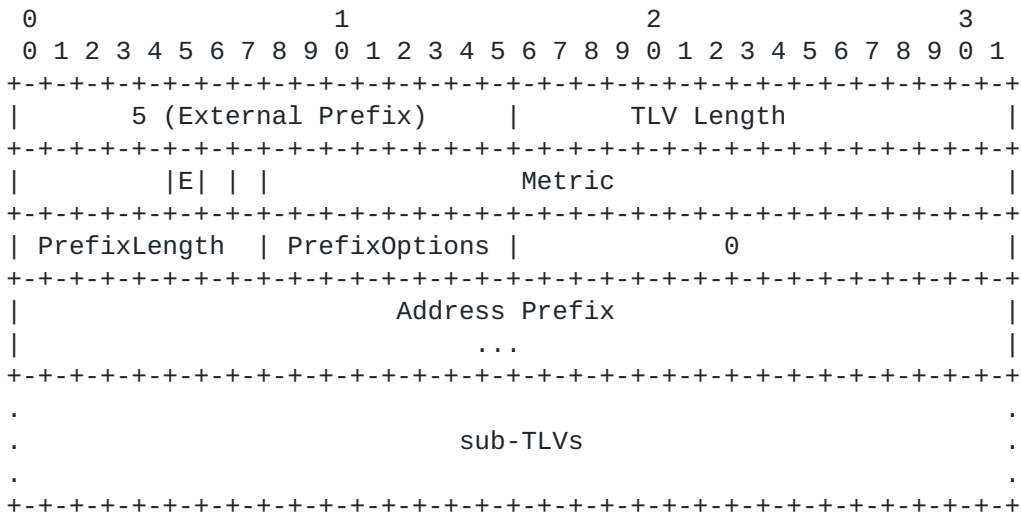 0                   1                   2                   3
 0 1 2 3 4 5 6 7 8 9 0 1 2 3 4 5 6 7 8 9 0 1 2 3 4 5 6 7 8 9 0 1
+-+-+-+-+-+-+-+-+-+-+-+-+-+-+-+-+-+-+-+-+-+-+-+-+-+-+-+-+-+-+-+-+
|       5 (External Prefix)     |       TLV Length              |
+-+-+-+-+-+-+-+-+-+-+-+-+-+-+-+-+-+-+-+-+-+-+-+-+-+-+-+-+-+-+-+-+
|         |E| | |                Metric                         |
+-+-+-+-+-+-+-+-+-+-+-+-+-+-+-+-+-+-+-+-+-+-+-+-+-+-+-+-+-+-+-+-+
| PrefixLength  | PrefixOptions |             0                 |
+-+-+-+-+-+-+-+-+-+-+-+-+-+-+-+-+-+-+-+-+-+-+-+-+-+-+-+-+-+-+-+-+
|                        Address Prefix                         |
|                             ...                               |
+-+-+-+-+-+-+-+-+-+-+-+-+-+-+-+-+-+-+-+-+-+-+-+-+-+-+-+-+-+-+-+-+
.                                                               .
.                            sub-TLVs                           .
.                                                               .
+-+-+-+-+-+-+-+-+-+-+-+-+-+-+-+-+-+-+-+-+-+-+-+-+-+-+-+-+-+-+-+-+